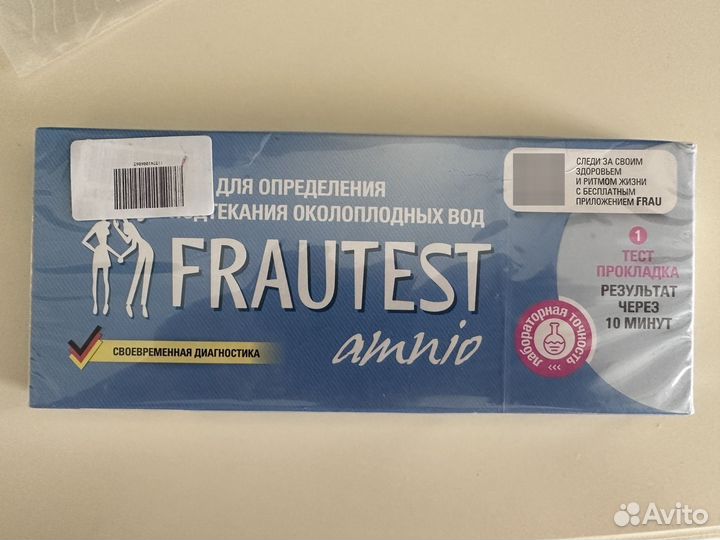 ДЛЯ ОПРЕДЕЛЕНИЯ
ПОДТЕКАНИЯ ОКОЛОПЛОДНЫХ ВОД
FRAUTEST
amnio
СВОЕВРЕМЕННАЯ ДИАГНОСТИКА
СЛЕДИ ЗА СВОИМ
ЗДОРОВЬЕМ
И РИТМОМ ЖИЗНИ
С БЕСПЛАТНЫМ
ПРИЛОЖЕНИЕМ FRAU
1
ТЕСТ
ПРОКЛАДКА
РЕЗУЛЬТАТ
ЧЕРЕЗ
10 МИНУТ
лабораторная точность
<<<
Avito